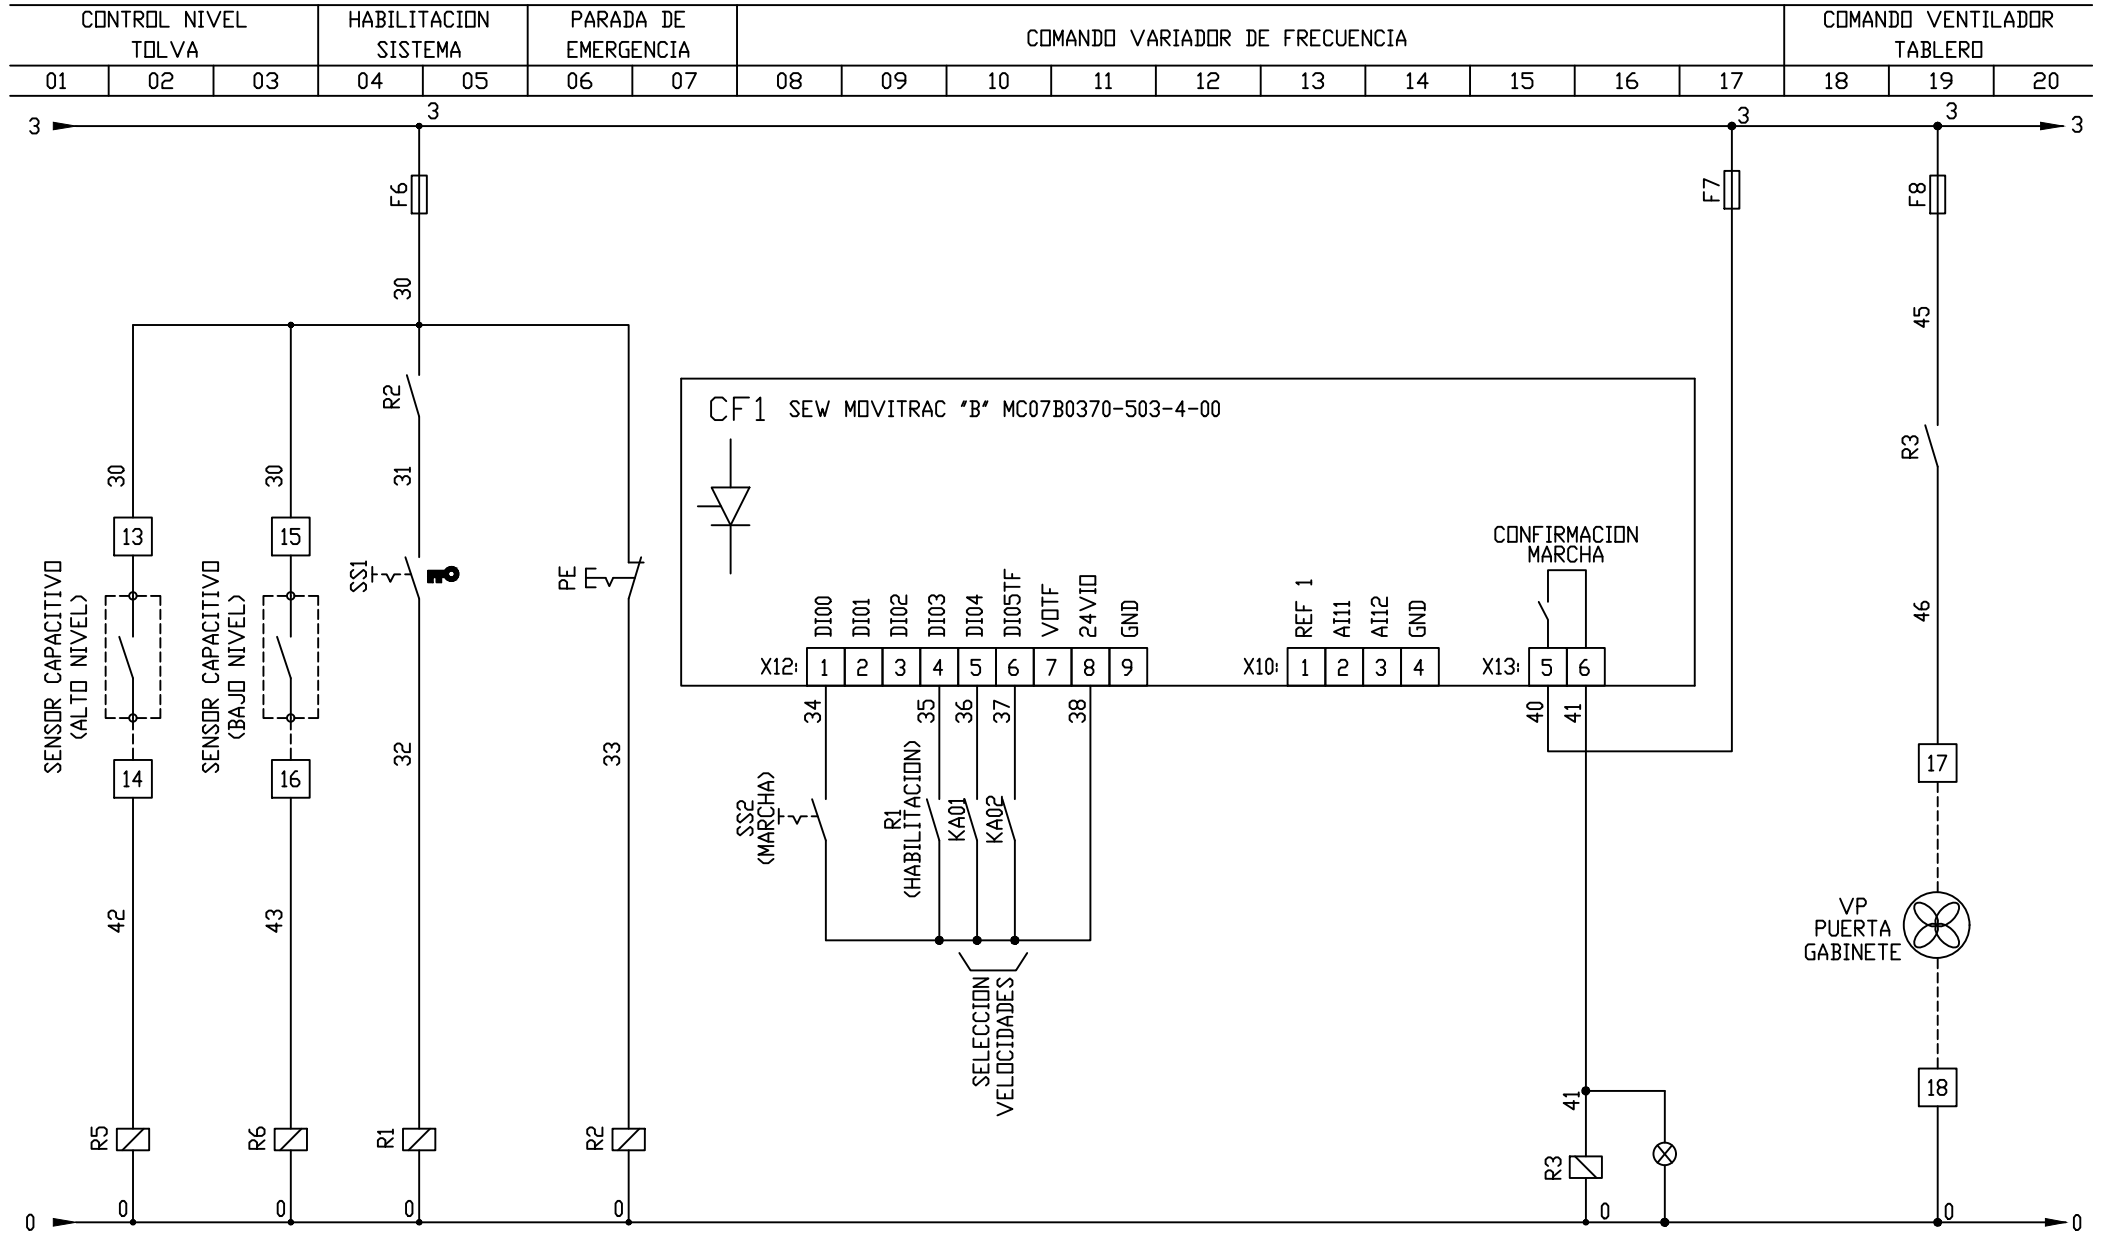 CONTROL NIVEL
TOLVA
HABILITACION
SISTEMA
PARADA DE
EMERGENCIA
COMANDO VARIADOR DE FRECUENCIA
COMANDO VENTILADOR
TABLERO
01 02 03 04 05 06 07 08 09 10 11 12 13 14 15 16 17 18 19 20
3
3
3
3
3
F6
F7
F8
30
45
R2
CF1 SEW MOVITRAC "B" MC07B0370-503-4-00
R3
30
30
31
13
15
CONFIRMACION
MARCHA
SS1
PE
SENSOR CAPACITIVO
(ALTO NIVEL)
SENSOR CAPACITIVO
(BAJO NIVEL)
DI00
DI01
DI02
DI03
DI04
DI05TF
VOTF
24VIO
GND
REF 1
AI11
AI12
GND
46
X12: 1 2 3 4 5 6 7 8 9
X10: 1 2 3 4
X13: 5 6
34
35
36
37
38
40
41
32
33
14
16
17
SS2
(MARCHA)
R1
(HABILITACION)
KA01
KA02
42
43
VP
PUERTA
GABINETE
SELECCION
VELOCIDADES
41
18
R5
R6
R1
R2
R3
0
0
0
0
0
0
0
0